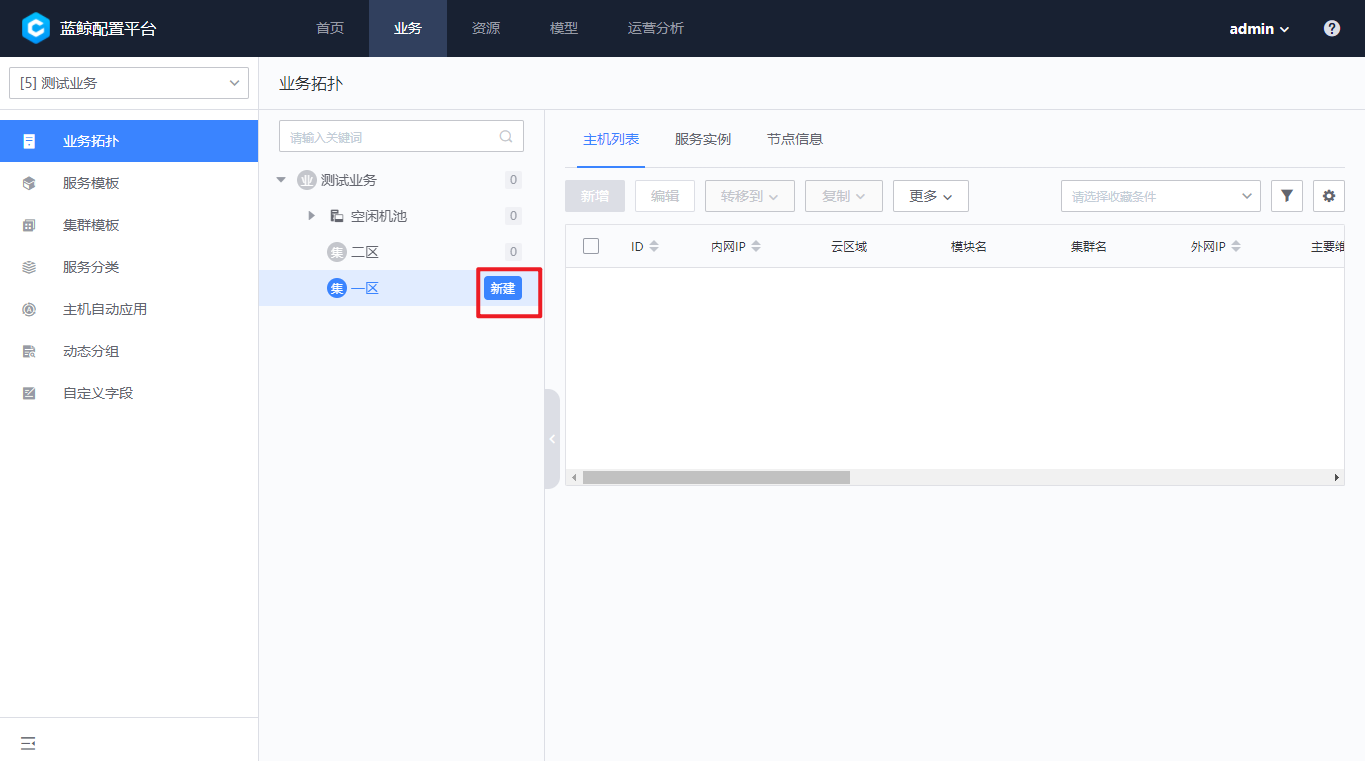 蓝鲸配置平台 首页 业务 资源 模型 运营分析 admin
[5] 测试业务
业务拓扑
业务拓扑
服务模板
集群模板
服务分类
主机自动应用
动态分组
自定义字段
请输入关键词
业 测试业务 0
空闲机池 0
集 二区 0
集 一区 新建
主机列表 服务实例 节点信息
新增 编辑 转移到 复制 更多 请选择收藏条件
ID 内网IP 云区域 模块名 集群名 外网IP 主要维